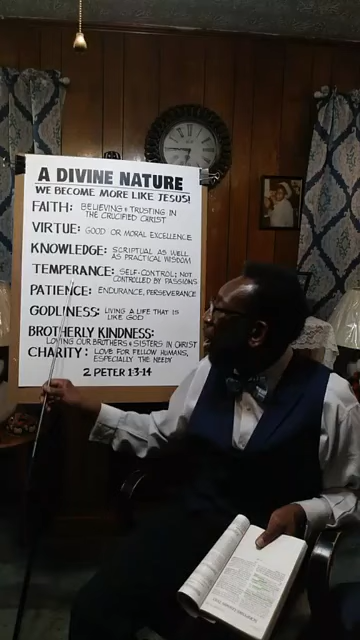 A DIVINE NATURE
WE BECOME MORE LIKE JESUS!
FAITH: BELIEVING & TRUSTING IN
THE CRUCIFIED CHRIST
VIRTUE: GOOD OR MORAL EXCELLENCE
KNOWLEDGE: SCRIPTUAL AS WELL
AS PRACTICAL WISDOM
TEMPERANCE: SELF-CONTROL; NOT
CONTROLLED BY PASSIONS
PATIENCE: ENDURANCE, PERSEVERANCE
GODLINESS: LIVING A LIFE THAT IS
LIKE GOD
BROTHERLY KINDNESS:
LOVING OUR BROTHERS & SISTERS IN CHRIST
CHARITY: LOVE FOR FELLOW HUMANS,
ESPECIALLY THE NEEDY
2 PETER 1:3-14